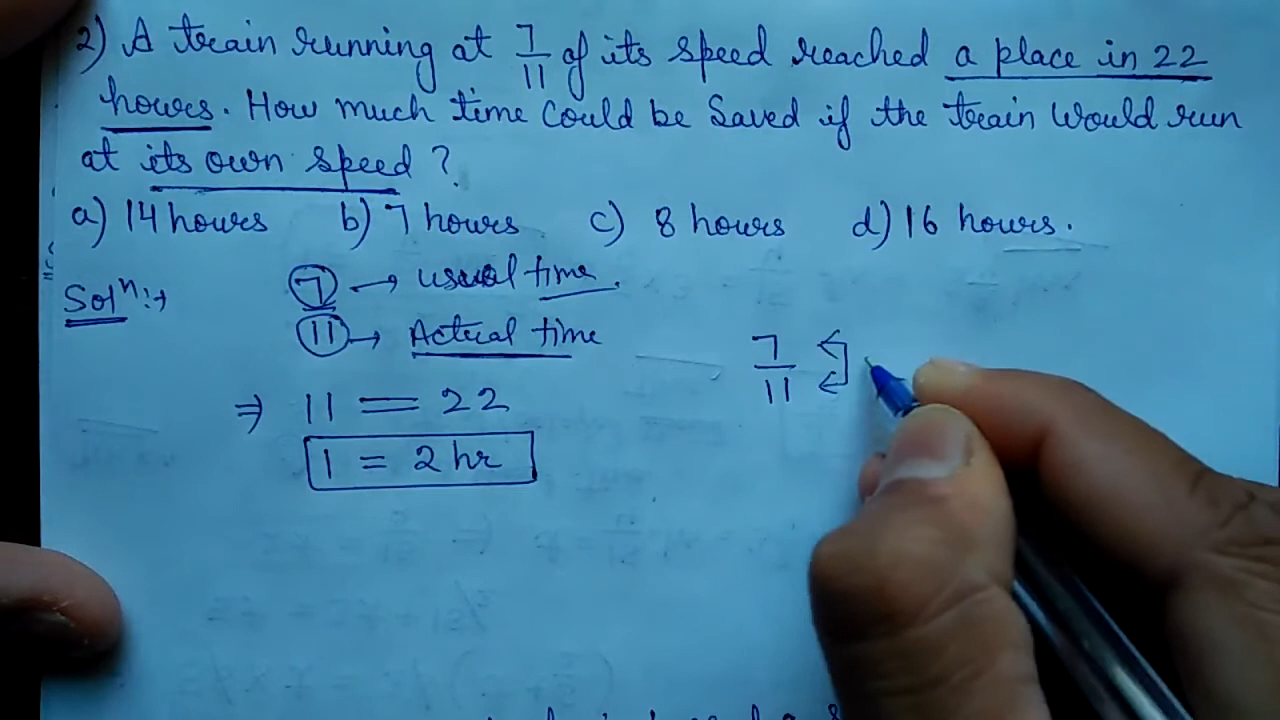 2) A train running at 7/11 of its speed reached a place in 22
hours. How much time could be saved if the train would run
at its own speed?
a) 14 hours b) 7 hours c) 8 hours d) 16 hours.
Solⁿ:→ 7 → usual time.
11 → Actual time
7/11
⇒ 11 = 22
1 = 2 hr